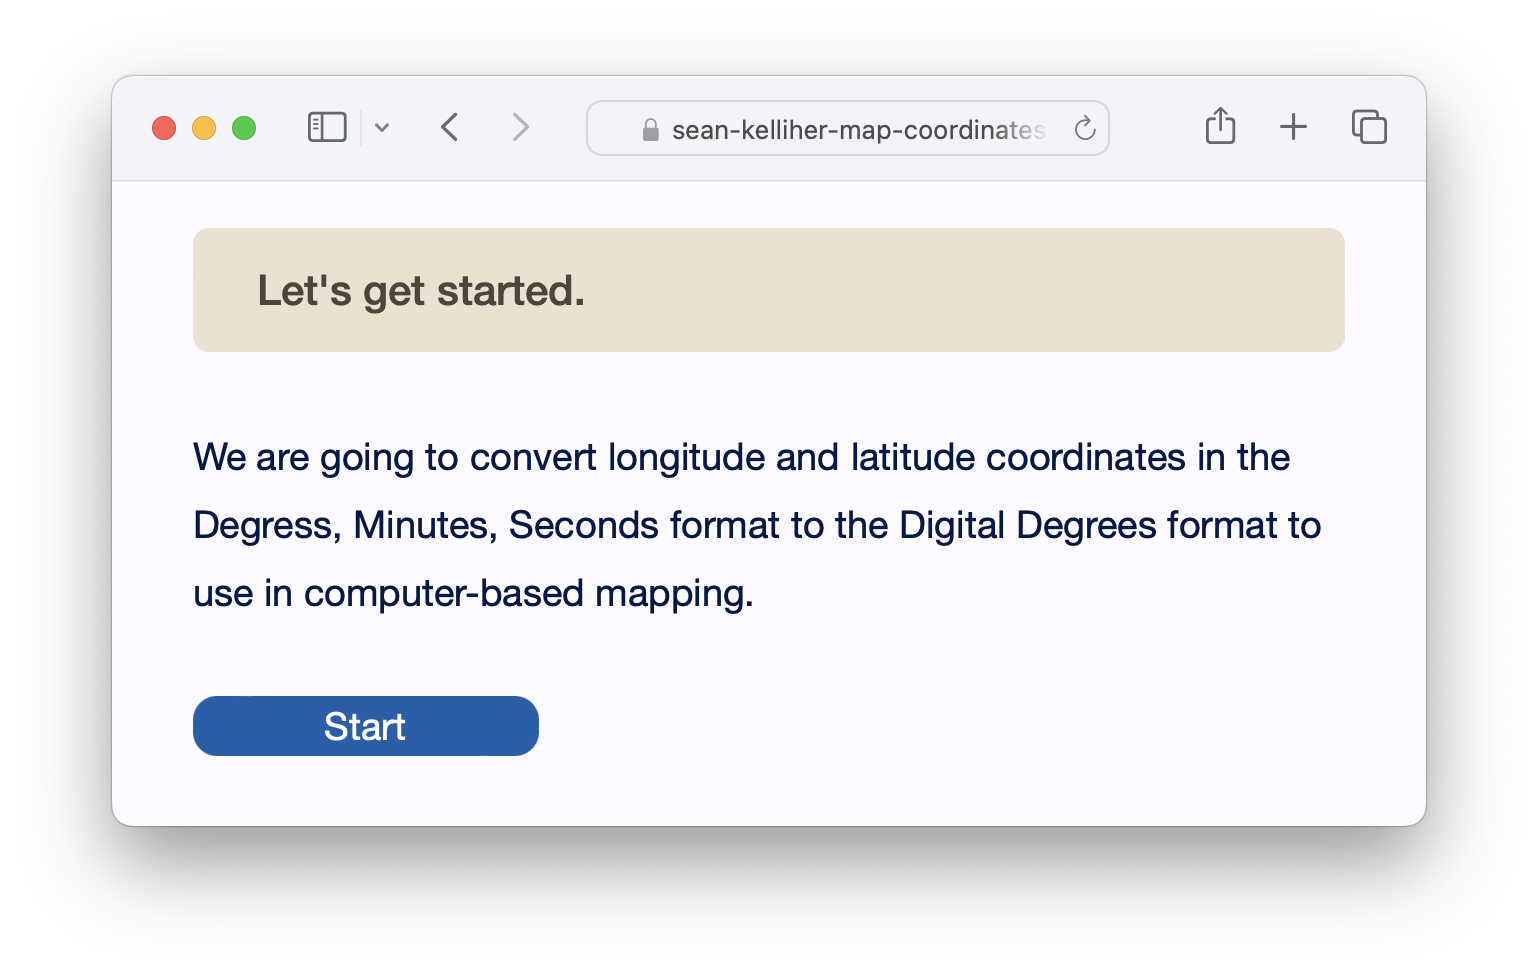 sean-kelliher-map-coordinates
Let's get started.
We are going to convert longitude and latitude coordinates in the
Degress, Minutes, Seconds format to the Digital Degrees format to
use in computer-based mapping.
Start